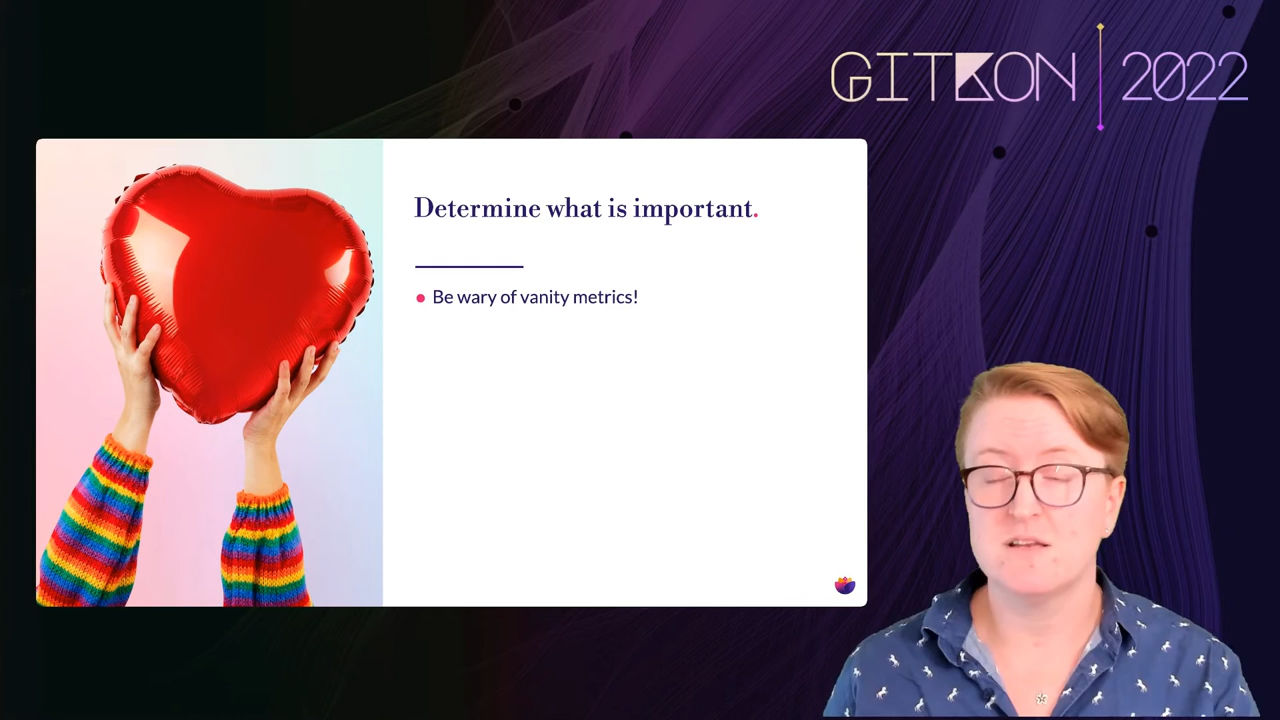 GITKON | 2022
Determine what is important.
Be wary of vanity metrics!